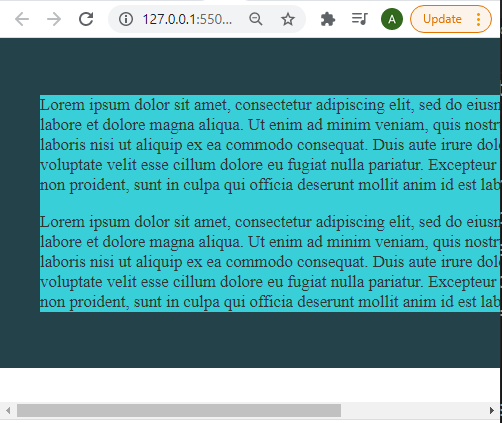 127.0.0.1:550...
A
Update
Lorem ipsum dolor sit amet, consectetur adipiscing elit, sed do eiusm
labore et dolore magna aliqua. Ut enim ad minim veniam, quis nostr
laboris nisi ut aliquip ex ea commodo consequat. Duis aute irure dol
voluptate velit esse cillum dolore eu fugiat nulla pariatur. Excepteur
non proident, sunt in culpa qui officia deserunt mollit anim id est lab
Lorem ipsum dolor sit amet, consectetur adipiscing elit, sed do eiusm
labore et dolore magna aliqua. Ut enim ad minim veniam, quis nostr
laboris nisi ut aliquip ex ea commodo consequat. Duis aute irure dol
voluptate velit esse cillum dolore eu fugiat nulla pariatur. Excepteur
non proident, sunt in culpa qui officia deserunt mollit anim id est lab